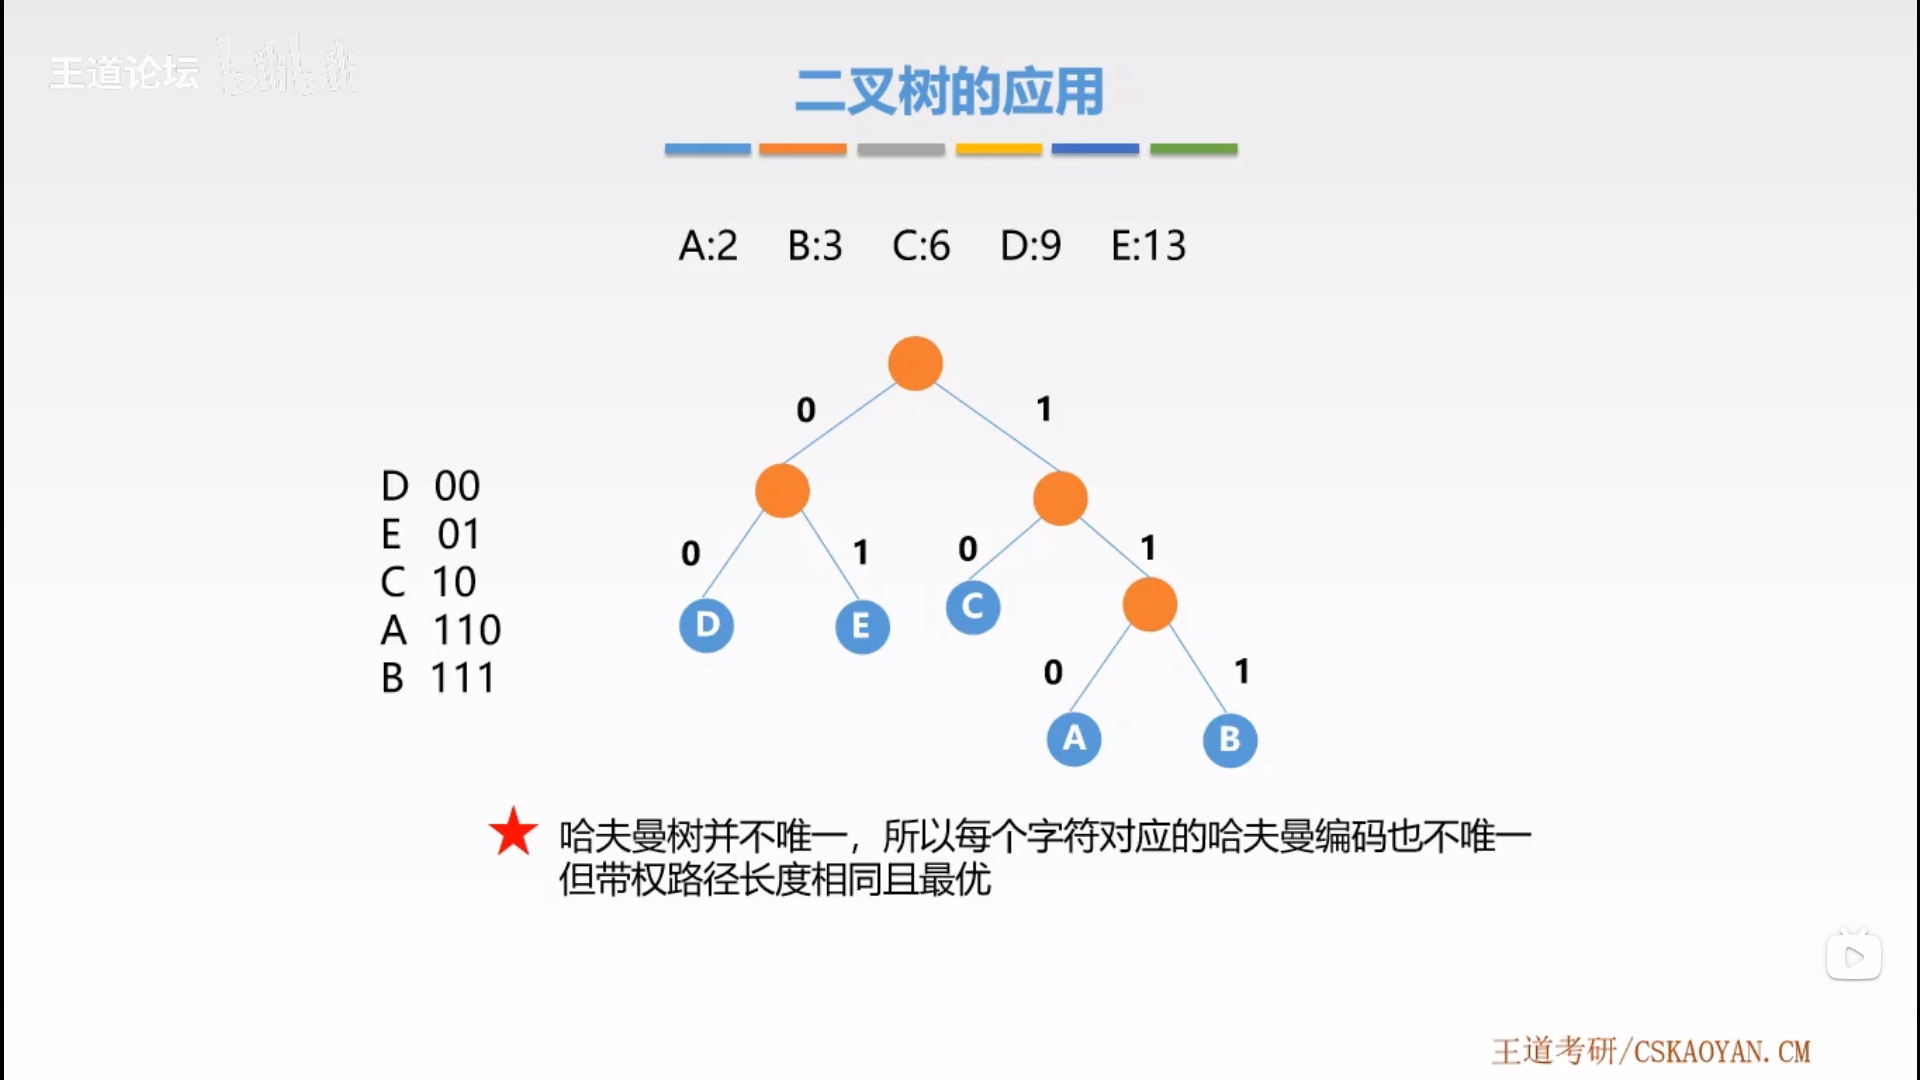 王道论坛 bilibili
二叉树的应用
A:2 B:3 C:6 D:9 E:13
0 1
D 00
E 01
C 10
A 110
B 111
0 1 0 1
D E C
0 1
A B
哈夫曼树并不唯一，所以每个字符对应的哈夫曼编码也不唯一
但带权路径长度相同且最优
王道考研/CSKAOYAN.CM